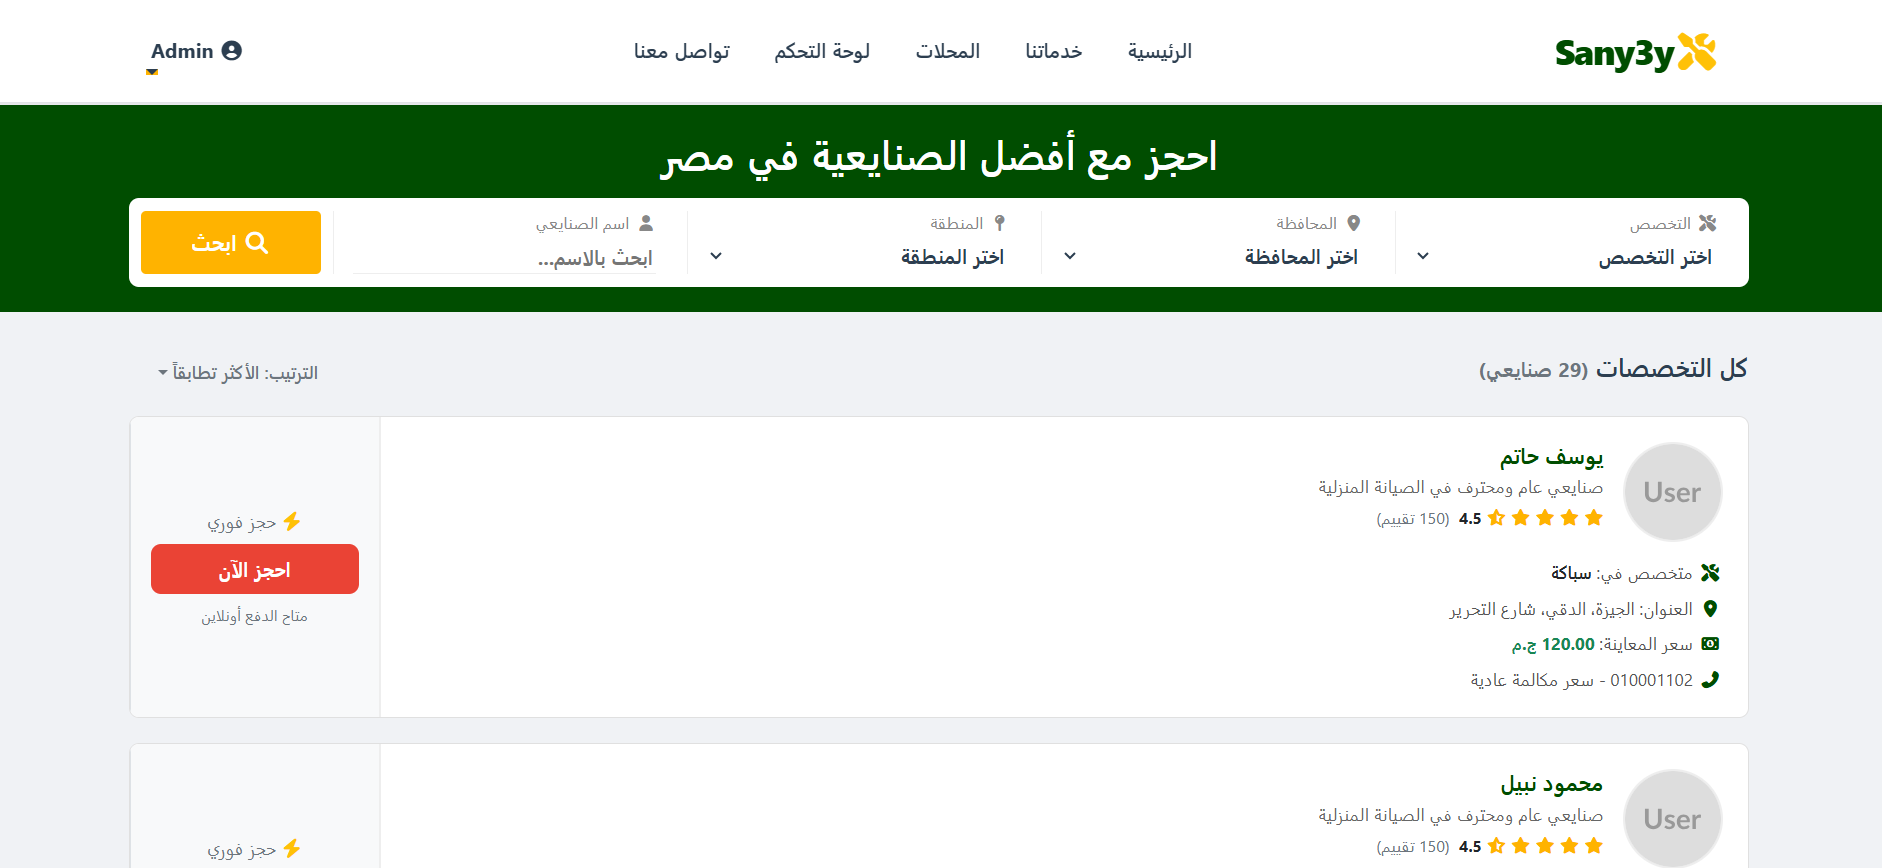 Sany3y
الرئيسية
خدماتنا
المحلات
لوحة التحكم
تواصل معنا
Admin
احجز مع أفضل الصنايعية في مصر
التخصص
اختر التخصص
المحافظة
اختر المحافظة
المنطقة
اختر المنطقة
اسم الصنايعي
ابحث بالاسم...
ابحث
كل التخصصات (29 صنايعي)
الترتيب: الأكثر تطابقاً
User
يوسف حاتم
صنايعي عام ومحترف في الصيانة المنزلية
4.5 (150 تقييم)
متخصص في: سباكة
العنوان: الجيزة، الدقي، شارع التحرير
سعر المعاينة: 120.00 ج.م
010001102 - سعر مكالمة عادية
حجز فوري
احجز الآن
متاح الدفع أونلاين
User
محمود نبيل
صنايعي عام ومحترف في الصيانة المنزلية
4.5 (150 تقييم)
حجز فوري